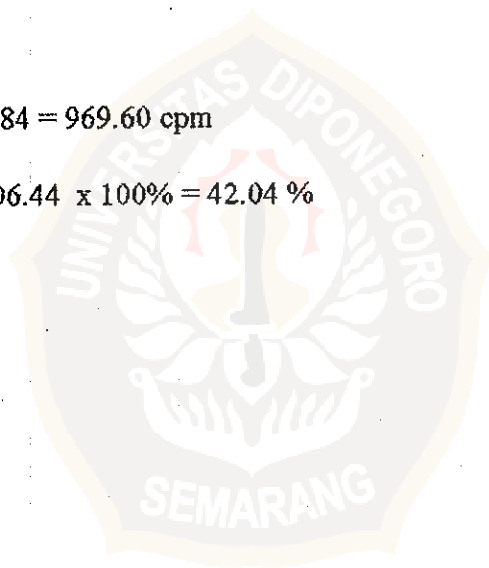 84 = 969.60 cpm
06.44 x 100% = 42.04 %
UNIVERSITAS DIPONEGORO
SEMARANG